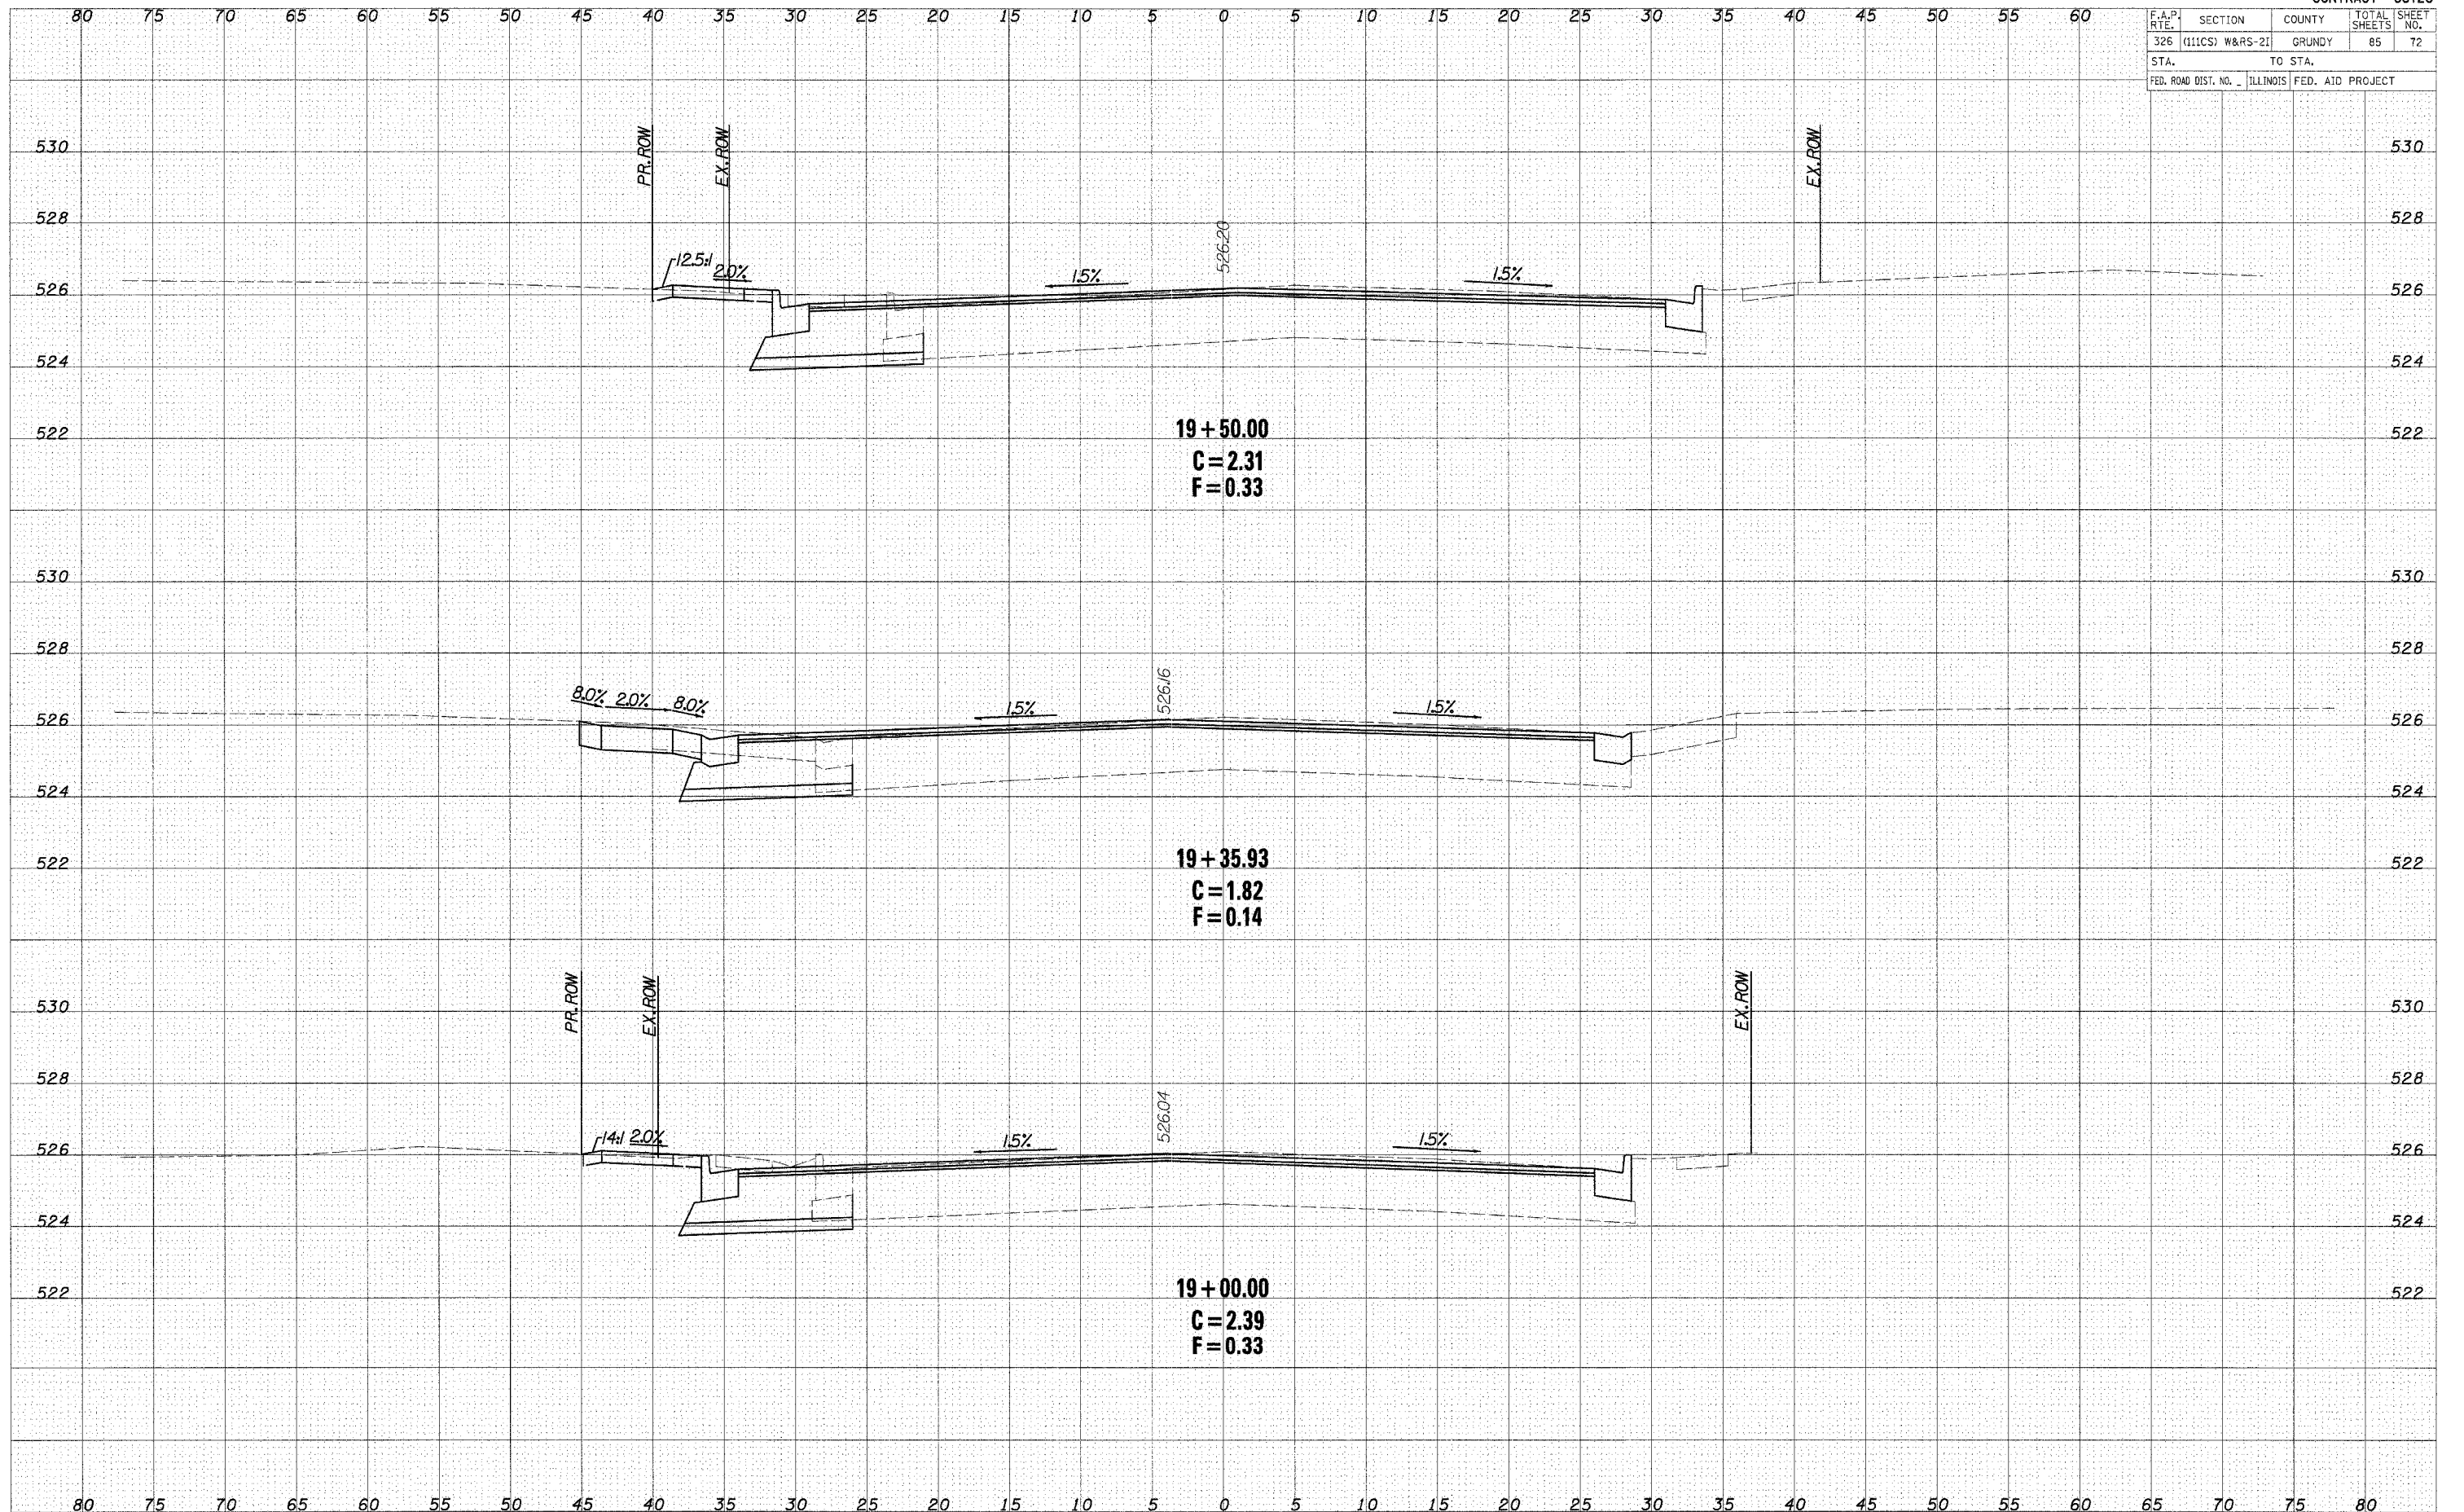 80 75 70 65 60 55 50 45 40 35 30 25 20 15 10 5 0 5 10 15 20 25 30 35 40 45 50 55 60
F.A.P. RTE. SECTION COUNTY TOTAL SHEETS SHEET NO.
326 (111CS) W&RS-2I GRUNDY 85 72
STA. TO STA.
FED. ROAD DIST. NO. _ ILLINOIS FED. AID PROJECT
PR. ROW EX. ROW EX. ROW
530 530
528 528
526.20
12.5:1 2.0% 1.5% 1.5%
526 526
524 524
522 522
19+50.00
C=2.31
F=0.33
530 530
528 528
526.16
8.0% 2.0% 8.0% 1.5% 1.5%
526 526
524 524
522 522
19+35.93
C=1.82
F=0.14
PR. ROW EX. ROW EX. ROW
530 530
528 528
526.04
14:1 2.0% 1.5% 1.5%
526 526
524 524
522 522
19+00.00
C=2.39
F=0.33
80 75 70 65 60 55 50 45 40 35 30 25 20 15 10 5 0 5 10 15 20 25 30 35 40 45 50 55 60 65 70 75 80